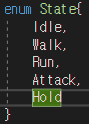 enum State{
    Idle,
    Walk,
    Run,
    Attack,
    Hold
}